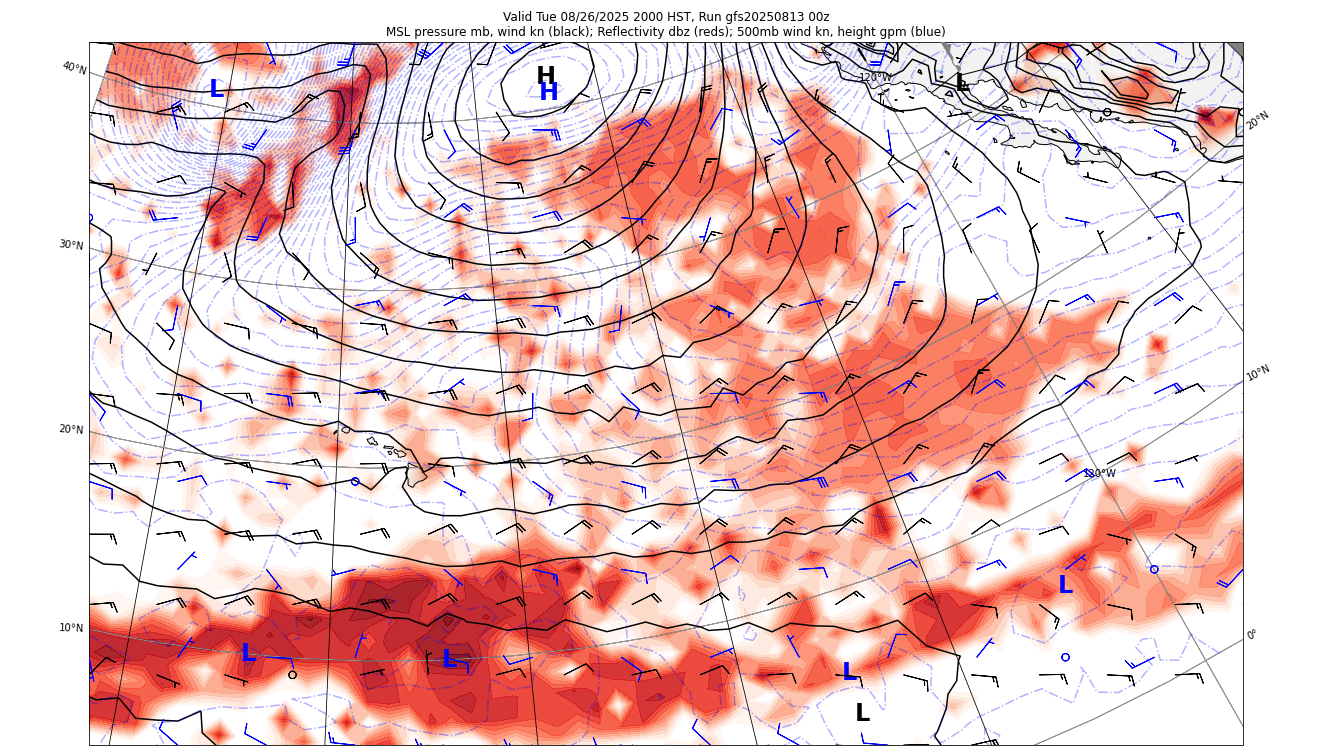 Valid Tue 08/26/2025 2000 HST, Run gfs20250813 00z
MSL pressure mb, wind kn (black); Reflectivity dbz (reds); 500mb wind kn, height gpm (blue)
40°N
L
H
H
120°W
L
20°N
30°N
10°N
20°N
120°W
L
10°N
0°
L
L
L
L